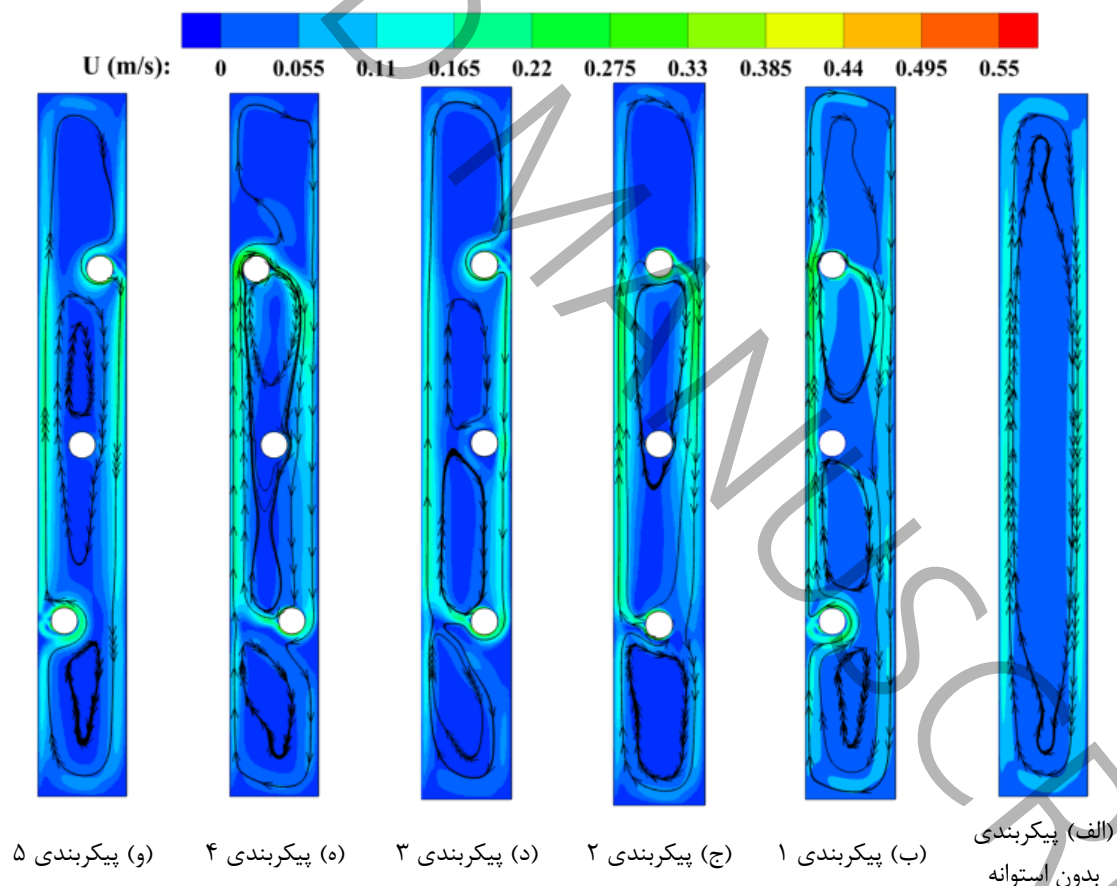 U (m/s): 0 0.055 0.11 0.165 0.22 0.275 0.33 0.385 0.44 0.495 0.55
(الف) پیکربندی
بدون استوانه
(ب) پیکربندی ۱
(ج) پیکربندی ۲
(د) پیکربندی ۳
(ه) پیکربندی ۴
(و) پیکربندی ۵
D MANUSCR